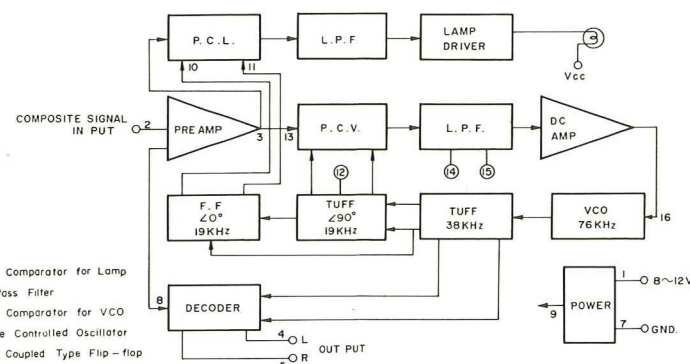 P.C.L.
L.P.F
LAMP
DRIVER
10
11
Vcc
COMPOSITE SIGNAL
IN PUT
2
PREAMP
3
13
P.C.V.
L.P.F.
DC
AMP
12
14
15
F.F
∠0°
19KHz
TUFF
∠90°
19KHz
TUFF
38KHz
VCO
76KHz
16
Comparator for Lamp
Pass Filter
Comparator for VCO
Controlled Oscillator
Coupled Type Flip-flop
8
DECODER
4
L
R
OUT PUT
POWER
1
8~12V
9
7
GND.